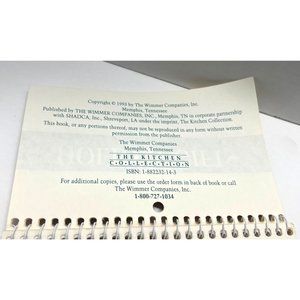 Copyright © 1993 by The Wimmer Companies, Inc.
Memphis, Tennessee
Published by THE WIMMER COMPANIES, INC., Memphis, TN in corporate partnership
with SHADCA, Inc., Shreveport, LA under the imprint, The Kitchen Collection.
This book, or any portions thereof, may not be reproduced in any form without written
permission from the publisher.
The Wimmer Companies
Memphis, Tennessee
THE KITCHEN
COLLECTION
ISBN: 1-882232-14-3
For additional copies, please use the order form in back of book or call
The Wimmer Companies, Inc.
1-800-727-1034